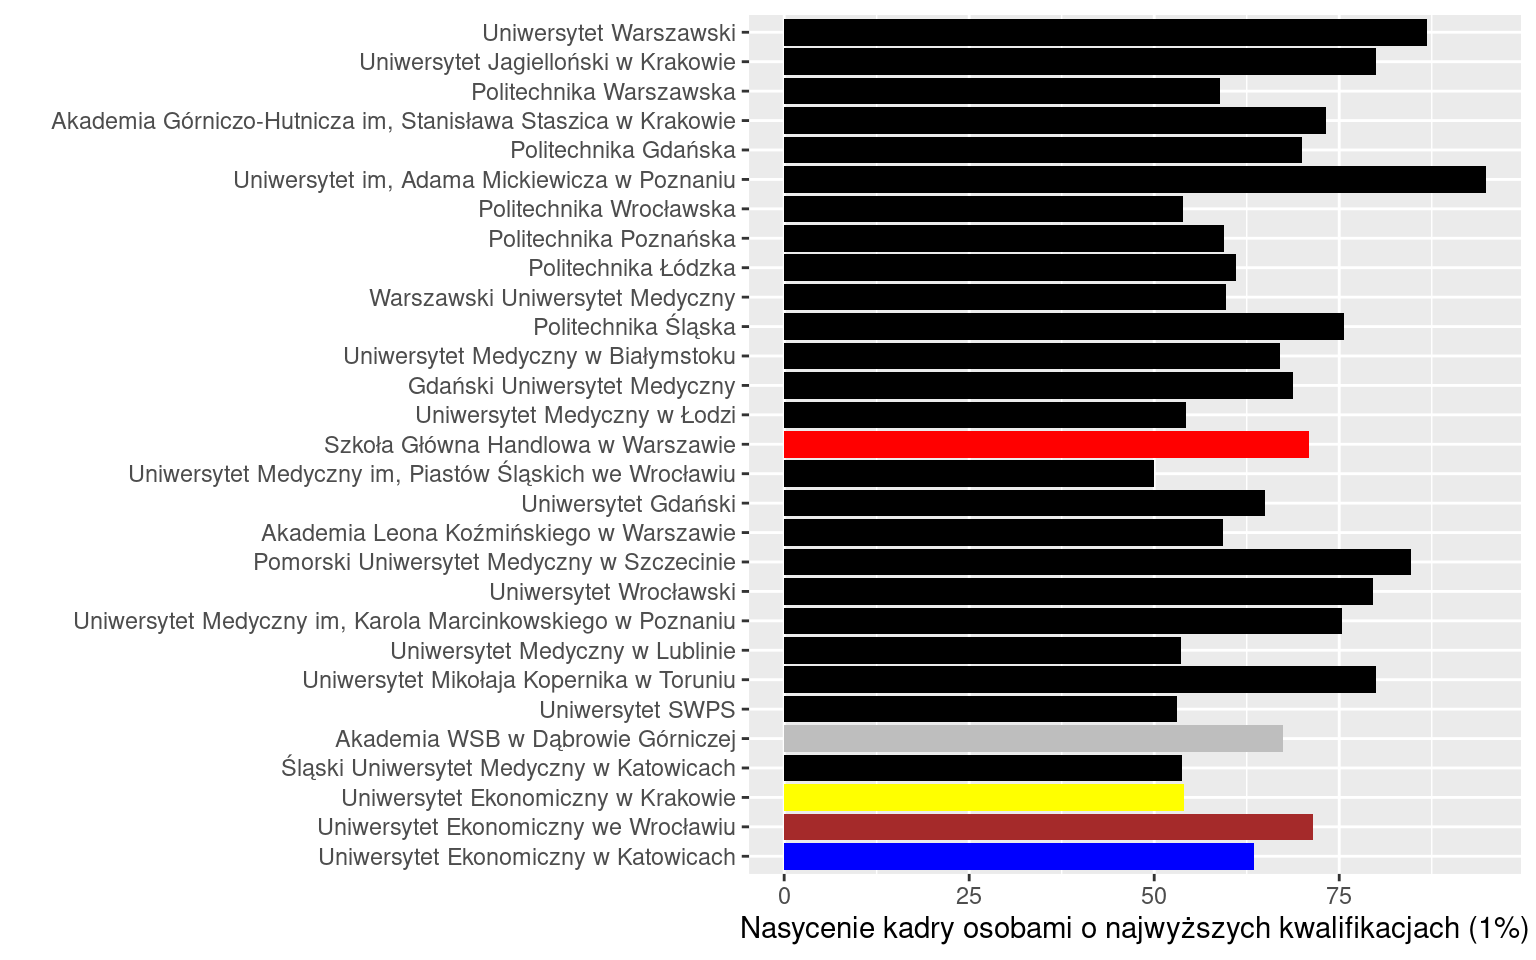 Uniwersytet Warszawski
Uniwersytet Jagielloński w Krakowie
Politechnika Warszawska
Akademia Górniczo-Hutnicza im, Stanisława Staszica w Krakowie
Politechnika Gdańska
Uniwersytet im, Adama Mickiewicza w Poznaniu
Politechnika Wrocławska
Politechnika Poznańska
Politechnika Łódzka
Warszawski Uniwersytet Medyczny
Politechnika Śląska
Uniwersytet Medyczny w Białymstoku
Gdański Uniwersytet Medyczny
Uniwersytet Medyczny w Łodzi
Szkoła Główna Handlowa w Warszawie
Uniwersytet Medyczny im, Piastów Śląskich we Wrocławiu
Uniwersytet Gdański
Akademia Leona Koźmińskiego w Warszawie
Pomorski Uniwersytet Medyczny w Szczecinie
Uniwersytet Wrocławski
Uniwersytet Medyczny im, Karola Marcinkowskiego w Poznaniu
Uniwersytet Medyczny w Lublinie
Uniwersytet Mikołaja Kopernika w Toruniu
Uniwersytet SWPS
Akademia WSB w Dąbrowie Górniczej
Śląski Uniwersytet Medyczny w Katowicach
Uniwersytet Ekonomiczny w Krakowie
Uniwersytet Ekonomiczny we Wrocławiu
Uniwersytet Ekonomiczny w Katowicach
0 25 50 75
Nasycenie kadry osobami o najwyższych kwalifikacjach (1%)